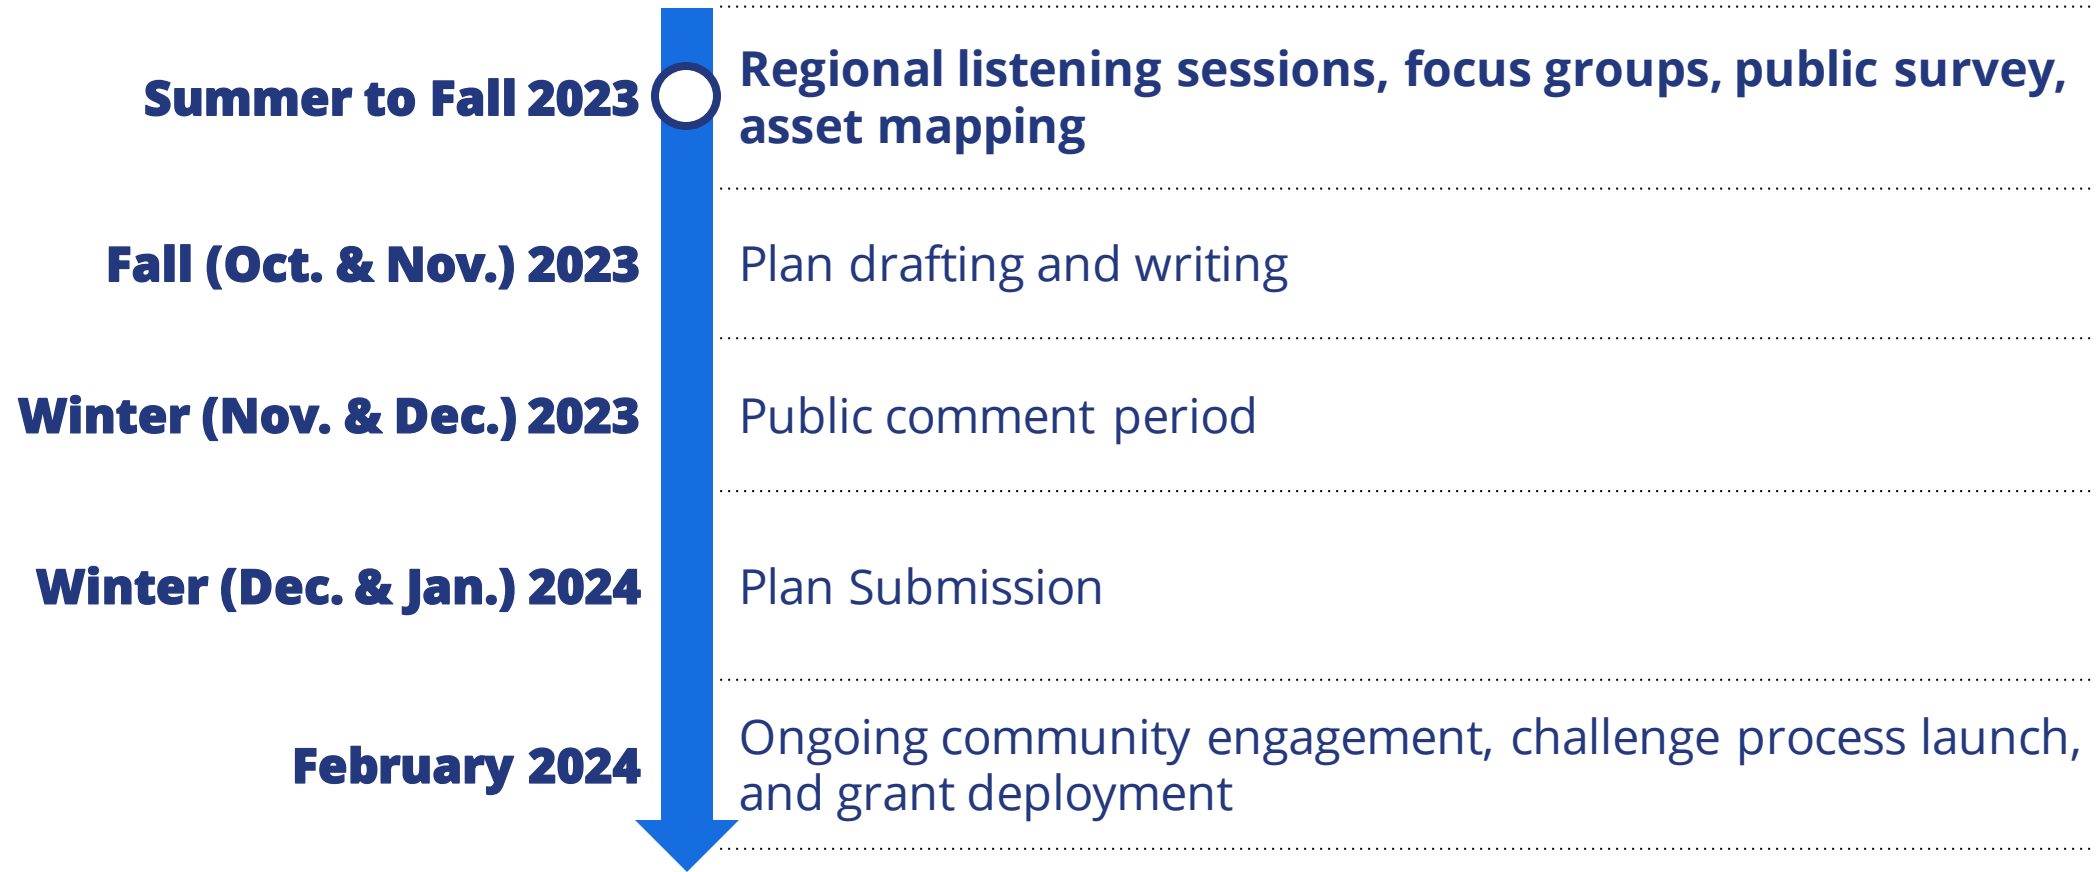 Summer to Fall 2023
Regional listening sessions, focus groups, public survey,
asset mapping
Fall (Oct. & Nov.) 2023
Plan drafting and writing
Winter (Nov. & Dec.) 2023
Public comment period
Winter (Dec. & Jan.) 2024
Plan Submission
February 2024
Ongoing community engagement, challenge process launch,
and grant deployment